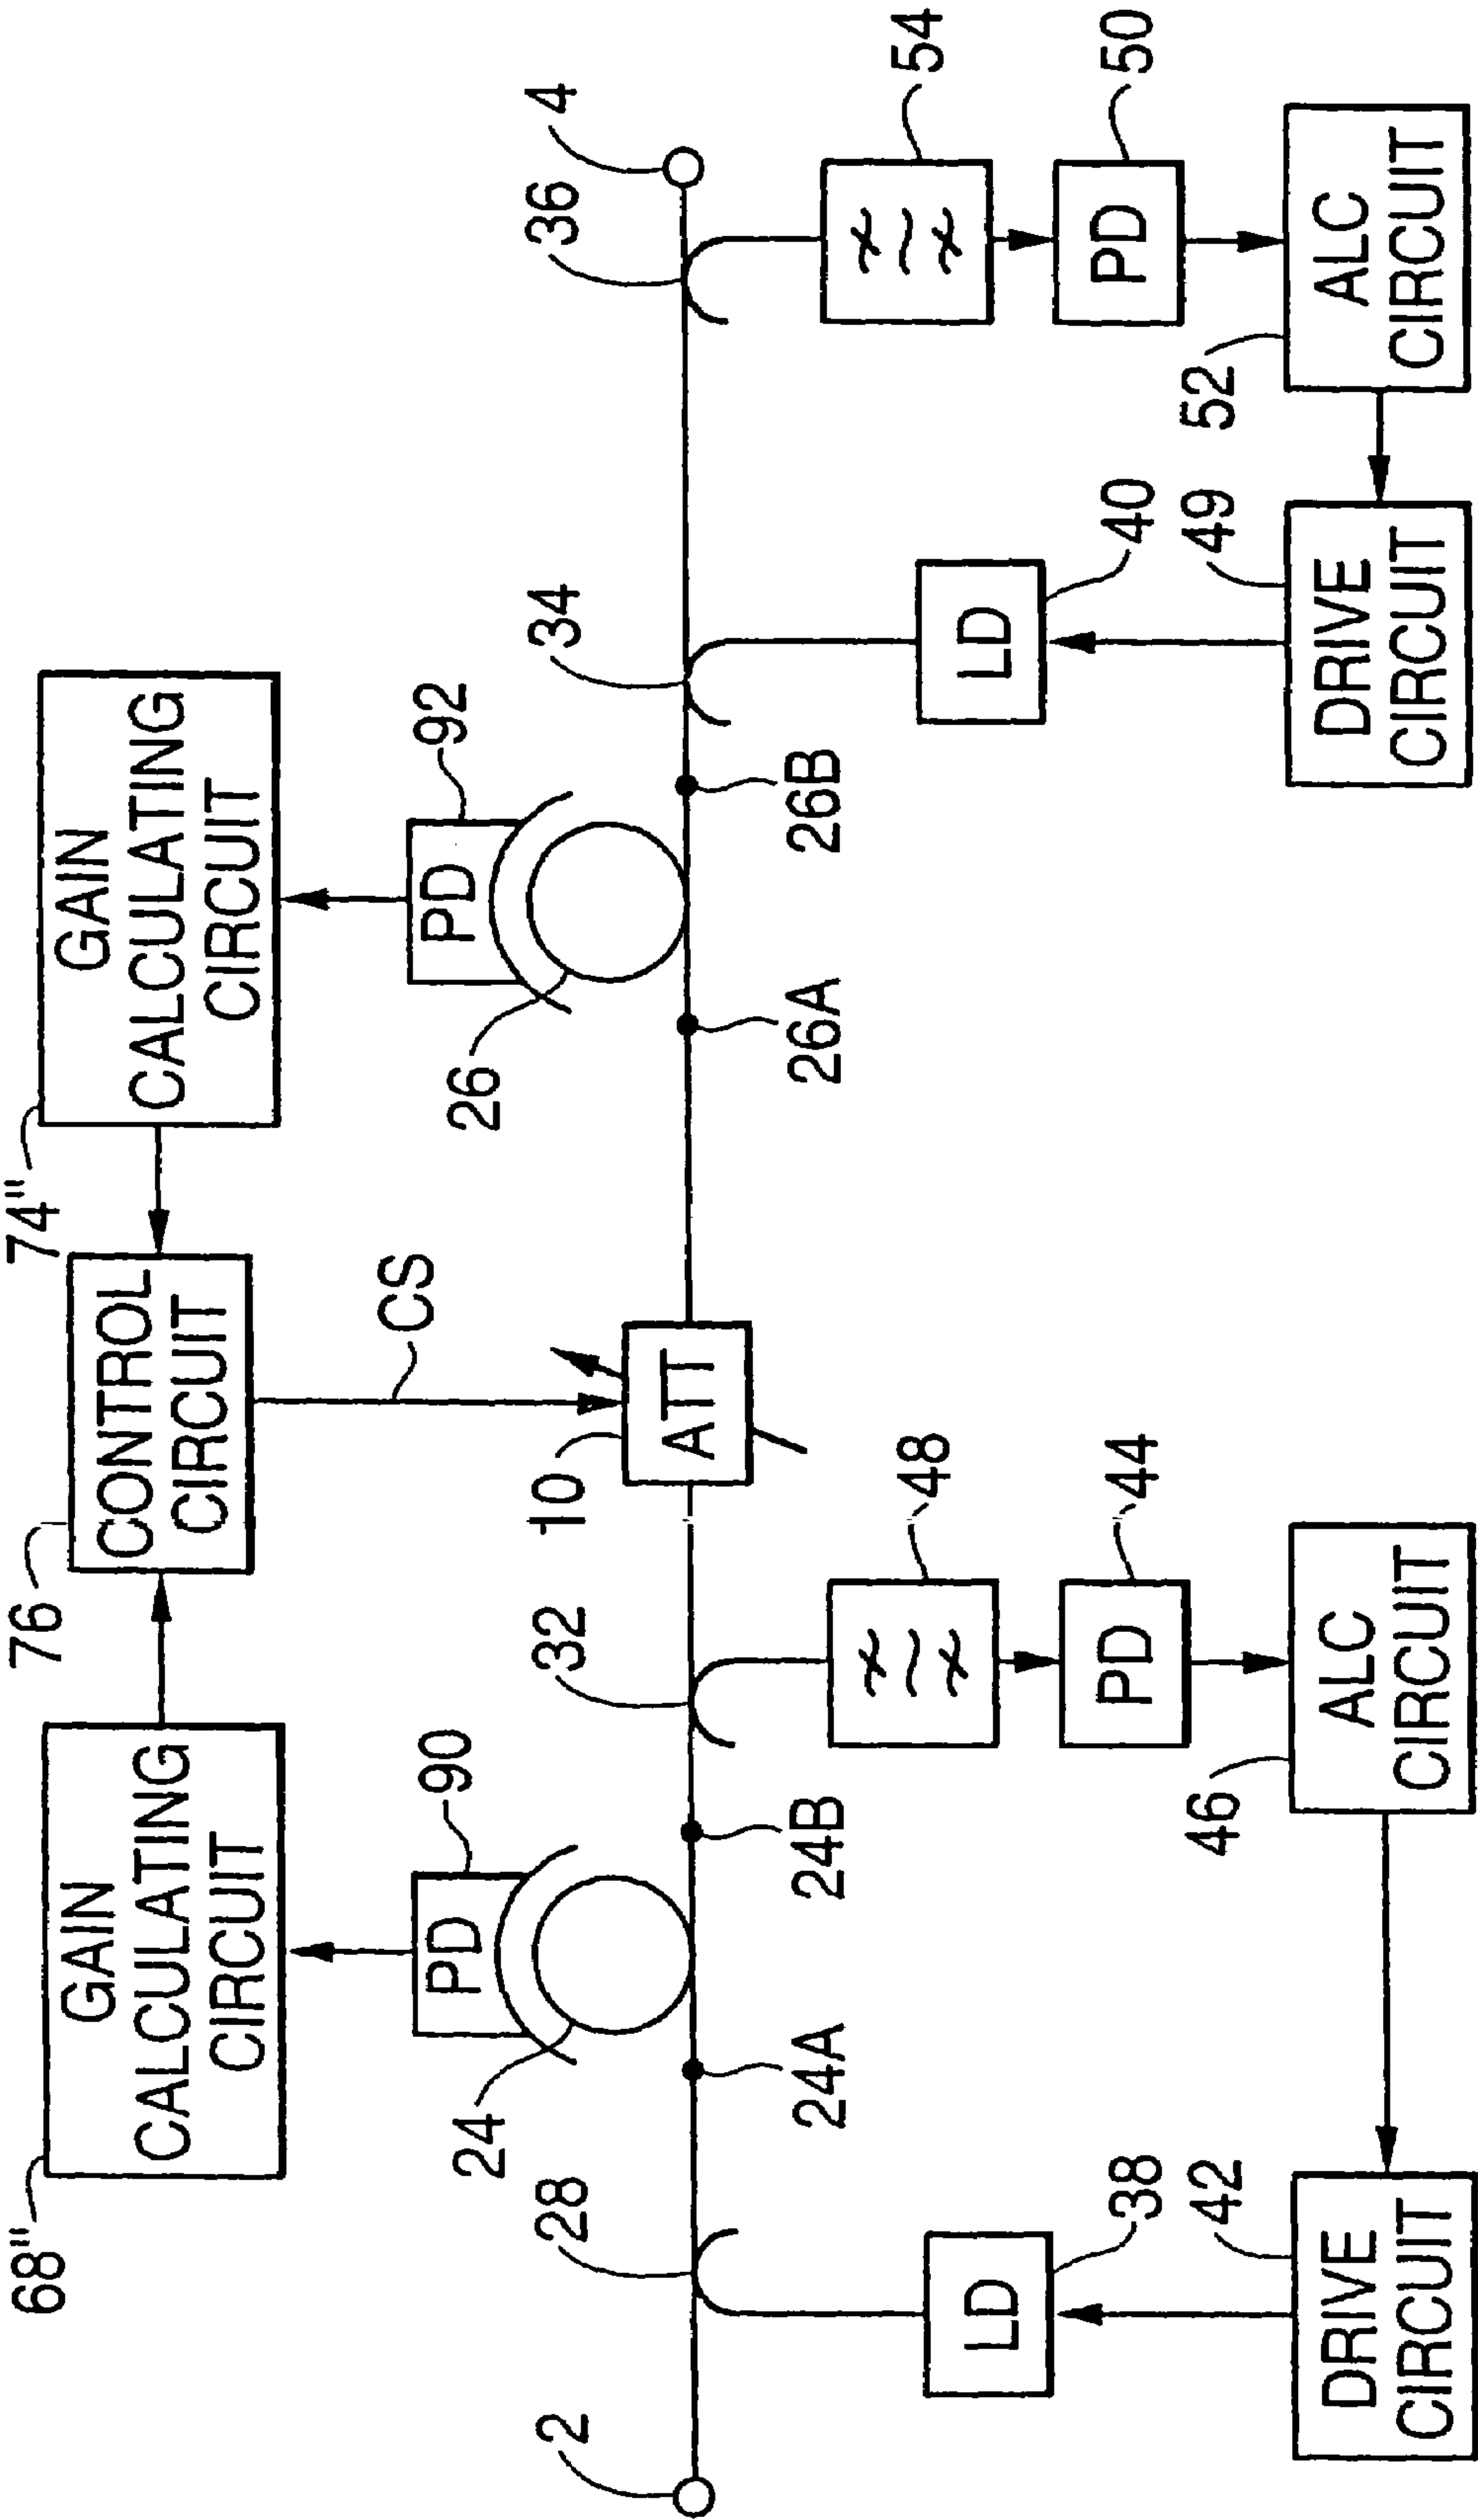 68"
GAIN
CALCULATING
CIRCUIT
76
CONTROL
CIRCUIT
74"
GAIN
CALCULATING
CIRCUIT
PD
90
CS
PD
92
24
26
2
28
32
10
34
36
4
ATT
24A
24B
26A
26B
LD
38
48
LD
40
54
PD
44
PD
50
42
46
49
52
DRIVE
CIRCUIT
ALC
CIRCUIT
DRIVE
CIRCUIT
ALC
CIRCUIT